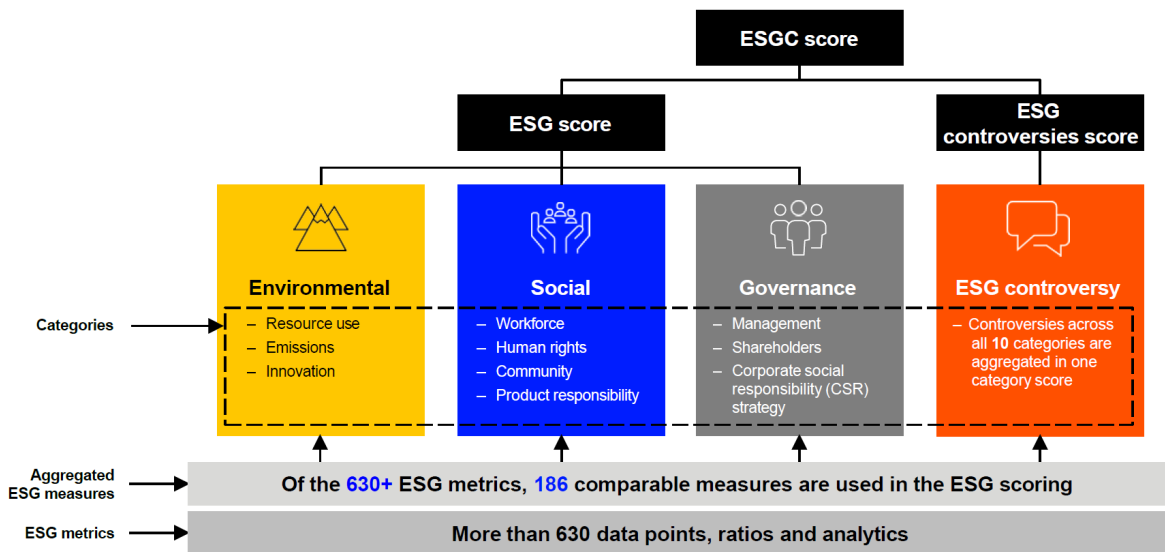 ESGC score
ESG score
ESG
controversies score
Environmental
Social
Governance
ESG controversy
Categories
– Resource use
– Emissions
– Innovation
– Workforce
– Human rights
– Community
– Product responsibility
– Management
– Shareholders
– Corporate social
responsibility (CSR)
strategy
– Controversies across
all 10 categories are
aggregated in one
category score
Aggregated
ESG measures
Of the 630+ ESG metrics, 186 comparable measures are used in the ESG scoring
ESG metrics
More than 630 data points, ratios and analytics